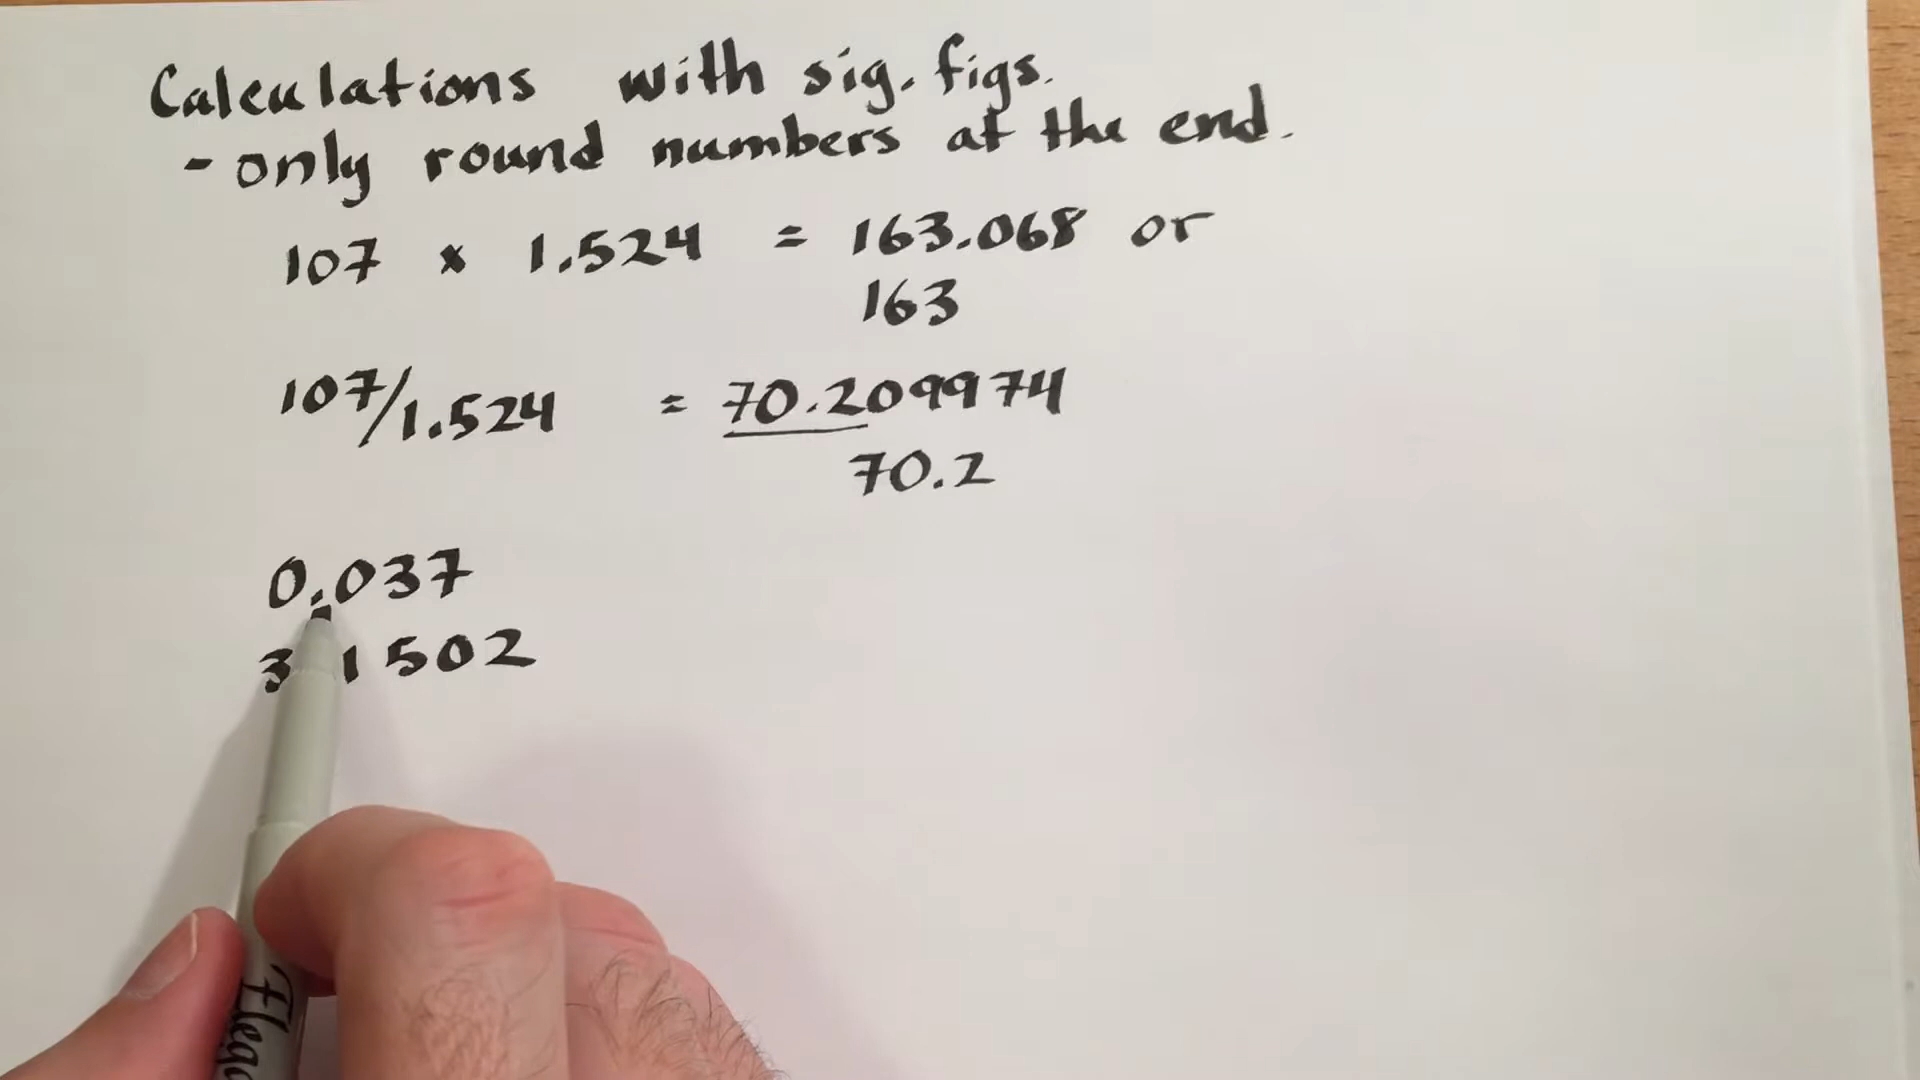 Calculations with sig. figs.
- only round numbers at the end.
107 x 1.524 = 163.068 or
163
107/1.524 = 70.209974
70.2
0.037
3 1502